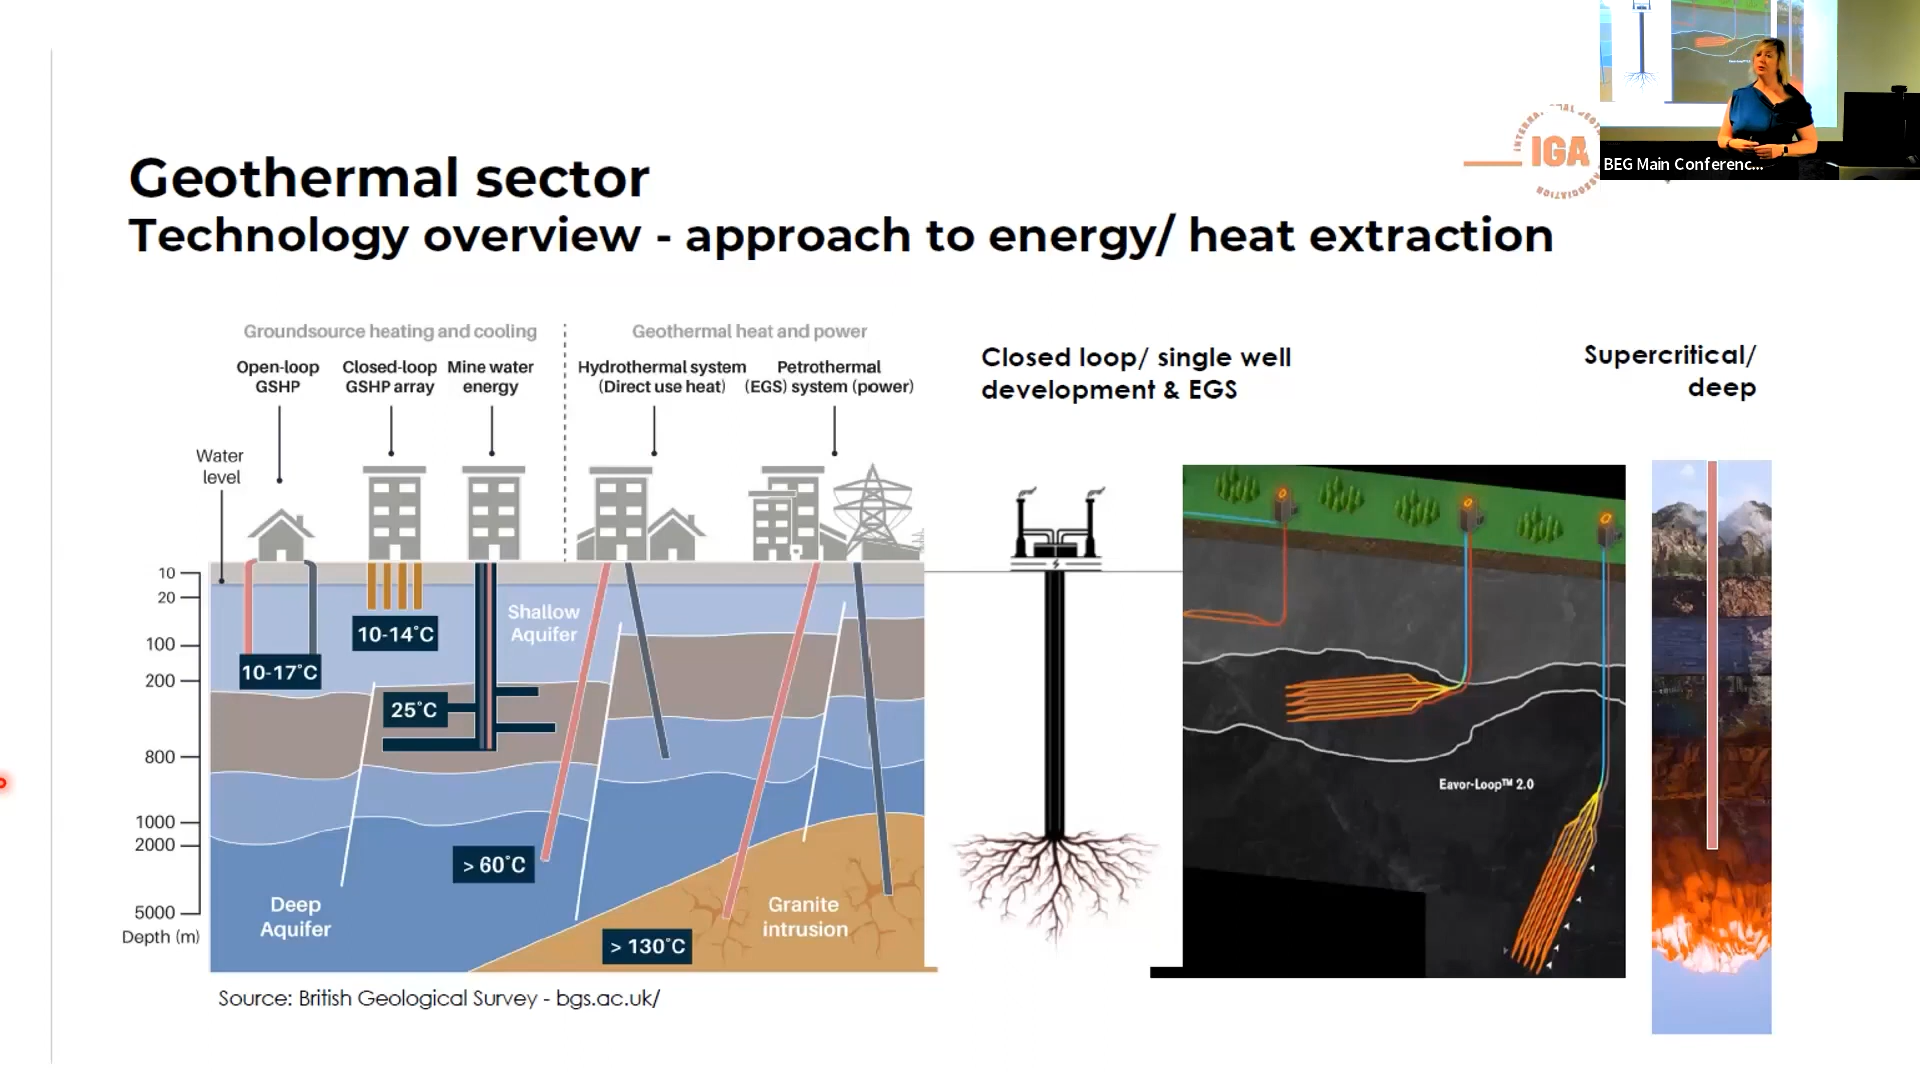 IGA
BEG Main Conferenc...
Geothermal sector
Technology overview - approach to energy/ heat extraction
Groundsource heating and cooling
Geothermal heat and power
Open-loop
GSHP
Closed-loop
GSHP array
Mine water
energy
Hydrothermal system
(Direct use heat)
Petrothermal
(EGS) system (power)
Closed loop/ single well
development & EGS
Supercritical/
deep
Water
level
10
20
100
200
800
1000
2000
5000
Depth (m)
10-17°C
10-14°C
25°C
Shallow
Aquifer
> 60°C
Deep
Aquifer
> 130°C
Granite
intrusion
Eavor-Loop™ 2.0
Source: British Geological Survey - bgs.ac.uk/